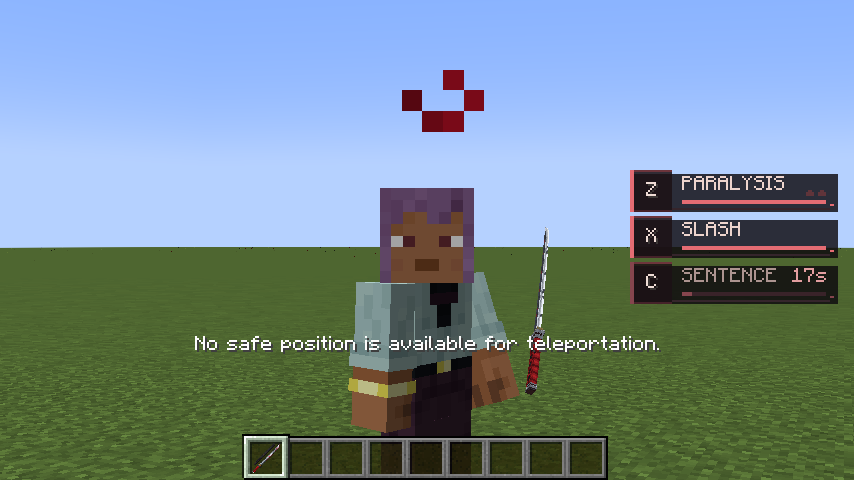 Z PARALYSIS
X SLASH
C SENTENCE 17s
No safe position is available for teleportation.